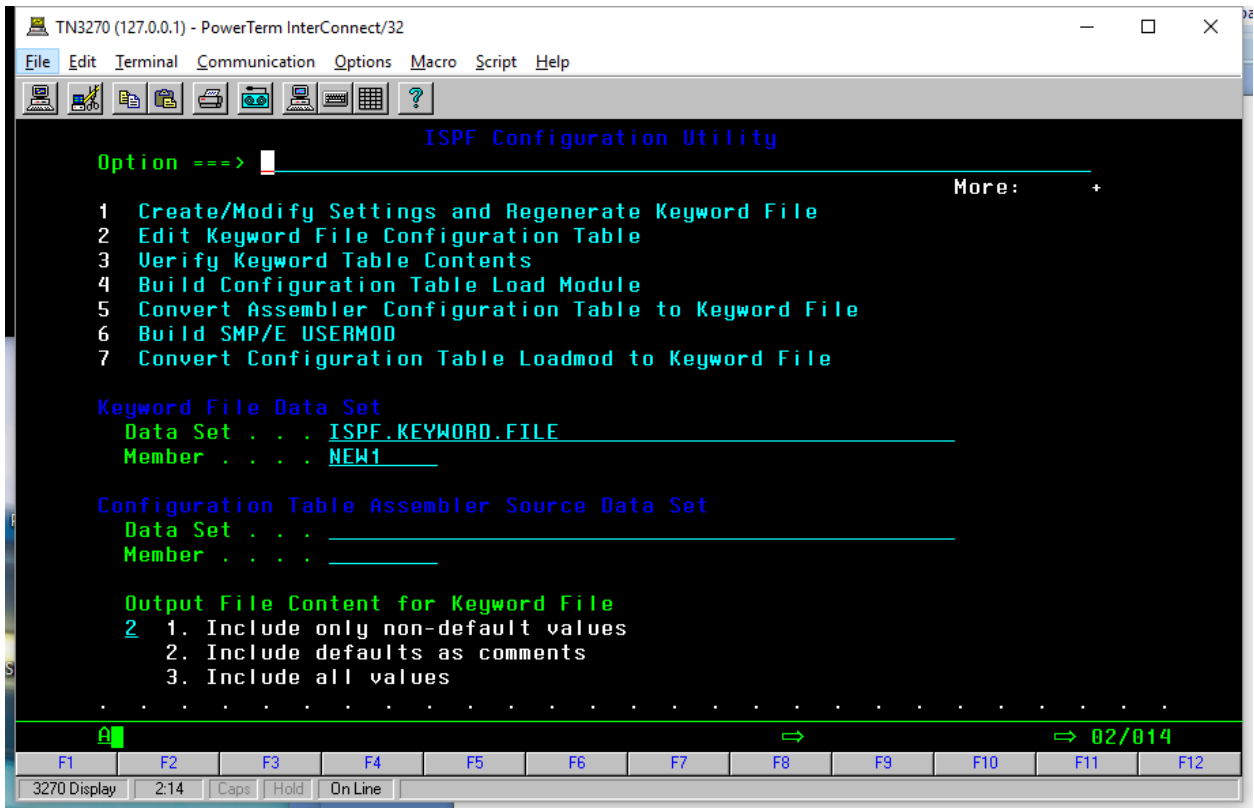 TN3270 (127.0.0.1) - PowerTerm InterConnect/32
File Edit Terminal Communication Options Macro Script Help
ISPF Configuration Utility
Option ===>
More: +
1 Create/Modify Settings and Regenerate Keyword File
2 Edit Keyword File Configuration Table
3 Verify Keyword Table Contents
4 Build Configuration Table Load Module
5 Convert Assembler Configuration Table to Keyword File
6 Build SMP/E USERMOD
7 Convert Configuration Table Loadmod to Keyword File
Keyword File Data Set
Data Set . . . ISPF.KEYWORD.FILE
Member . . . . NEW1
Configuration Table Assembler Source Data Set
Data Set . . .
Member . . . .
Output File Content for Keyword File
2 1. Include only non-default values
2. Include defaults as comments
3. Include all values
. . . . . . . . . . . . . . . . . . . . . . . . . . .
A ⇨ ⇨ 02/014
F1 F2 F3 F4 F5 F6 F7 F8 F9 F10 F11 F12
3270 Display 2:14 Caps Hold On Line